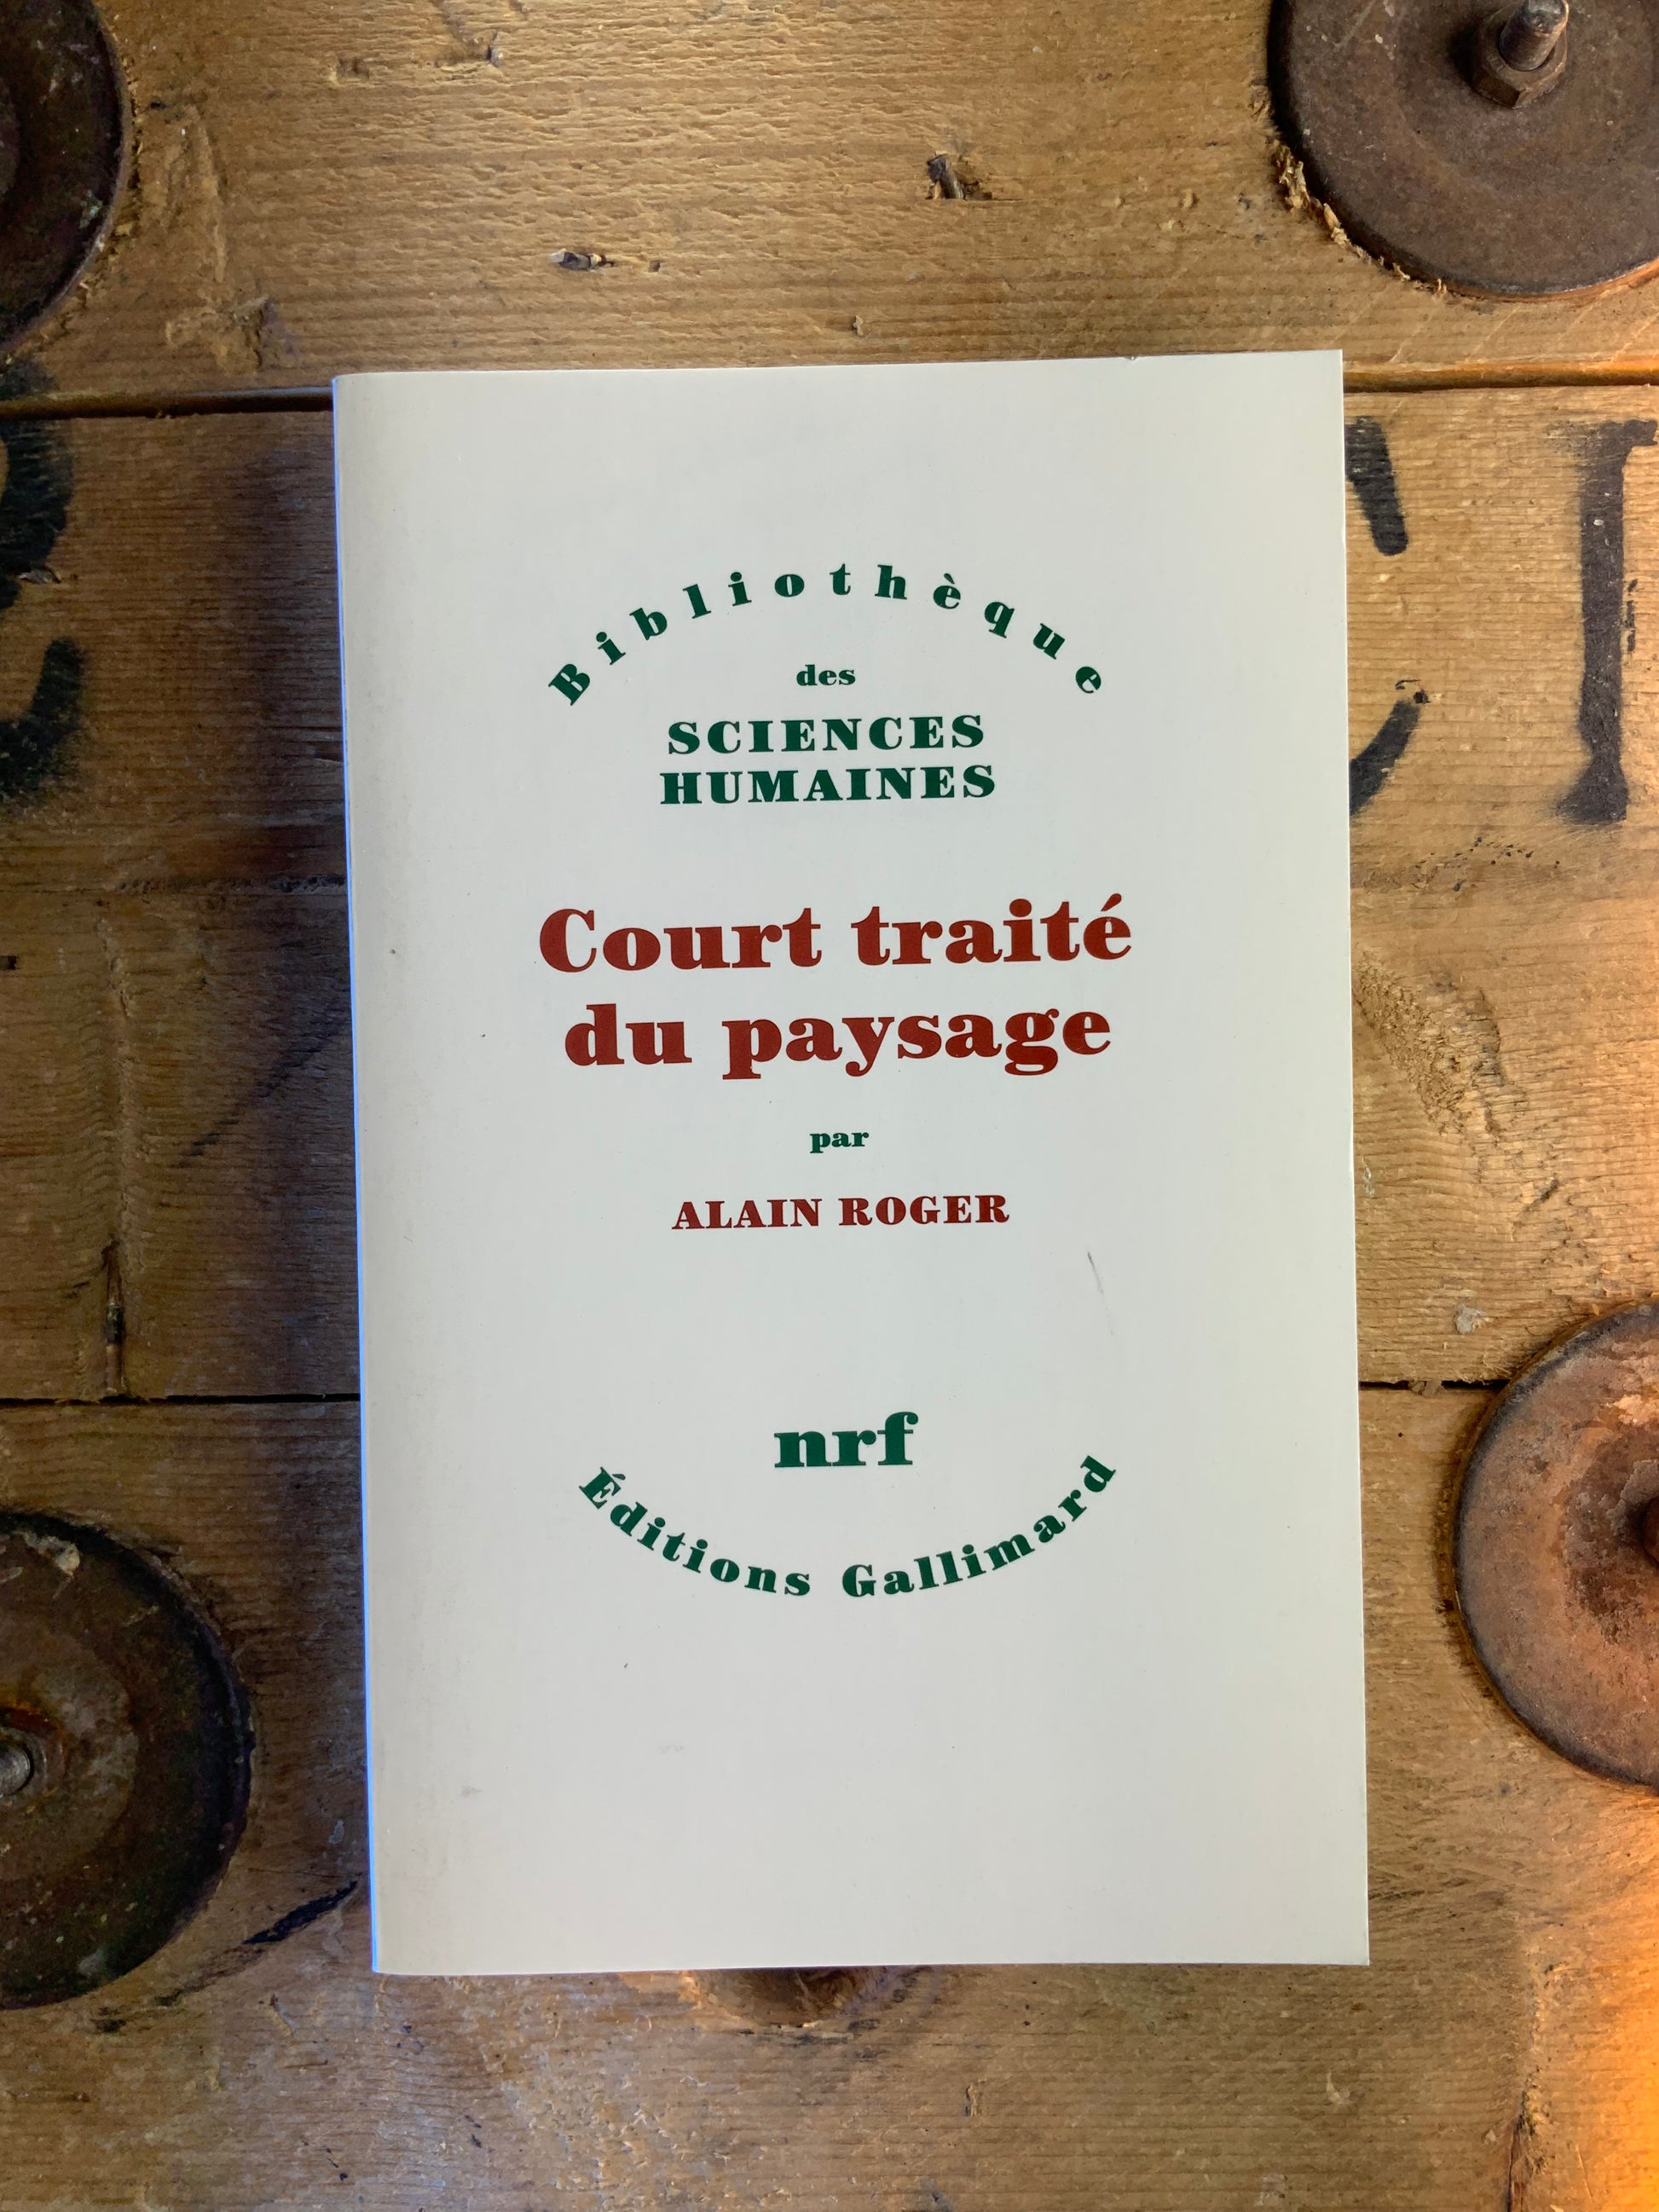 Bibliothèque
des
SCIENCES
HUMAINES
Court traité
du paysage
par
ALAIN ROGER
nrf
Éditions Gallimard